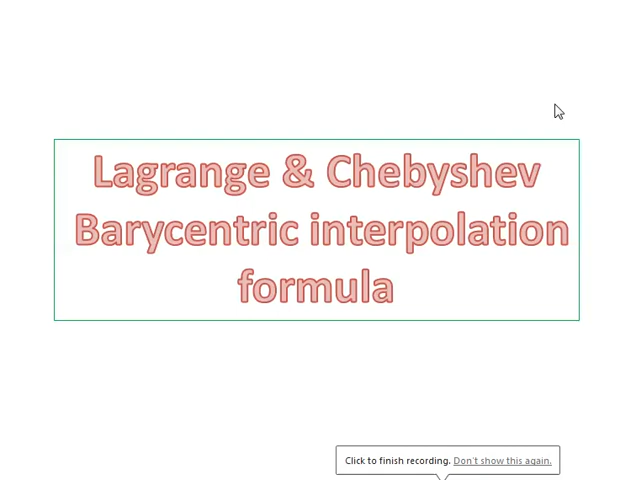 Lagrange & Chebyshev
Barycentric interpolation
formula
Click to finish recording. Don't show this again.